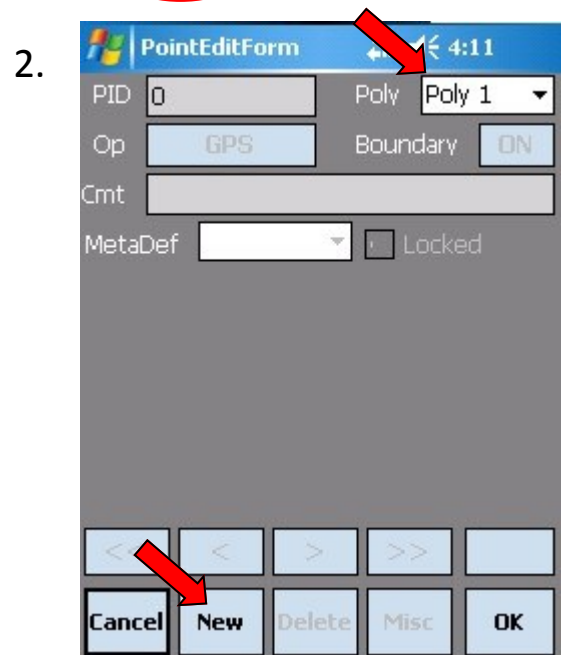 2.
PointEditForm 4:11
PID 0 Poly Poly 1
Op GPS Boundary ON
Cmt
MetaDef Locked
< < > >>
Cancel New Delete Misc OK